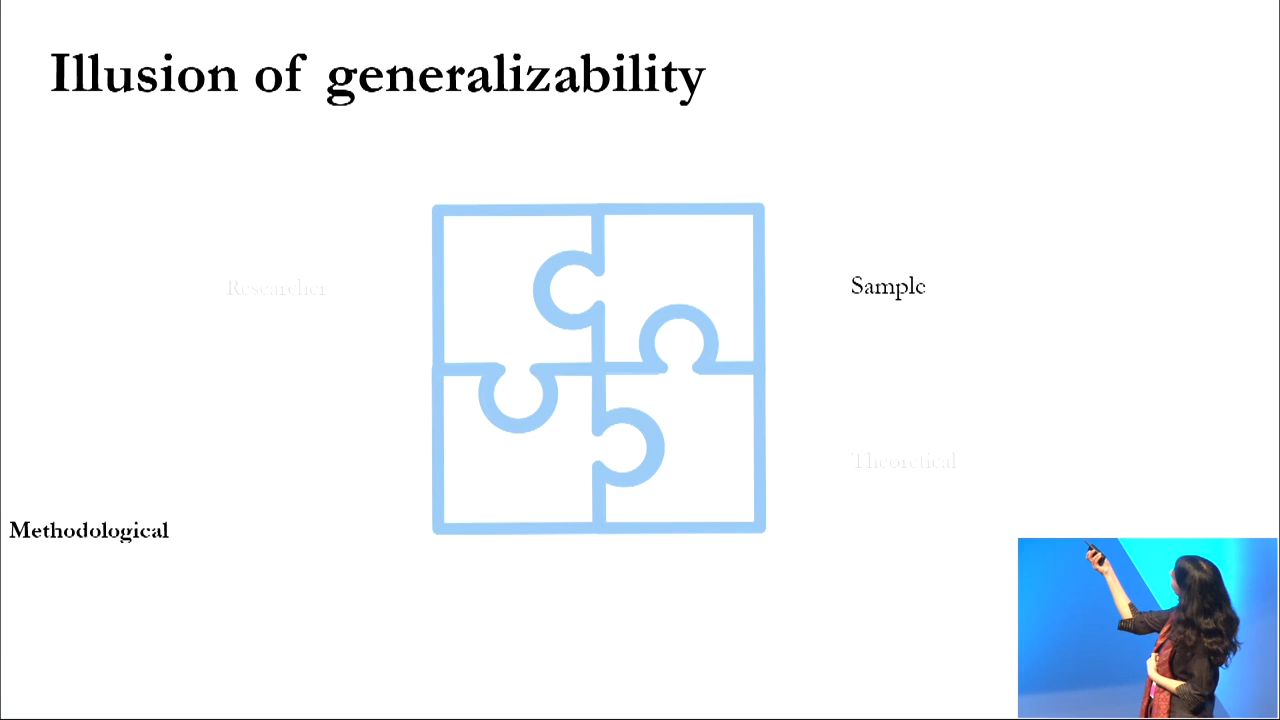 Illusion of generalizability
Researcher
Sample
Theoretical
Methodological